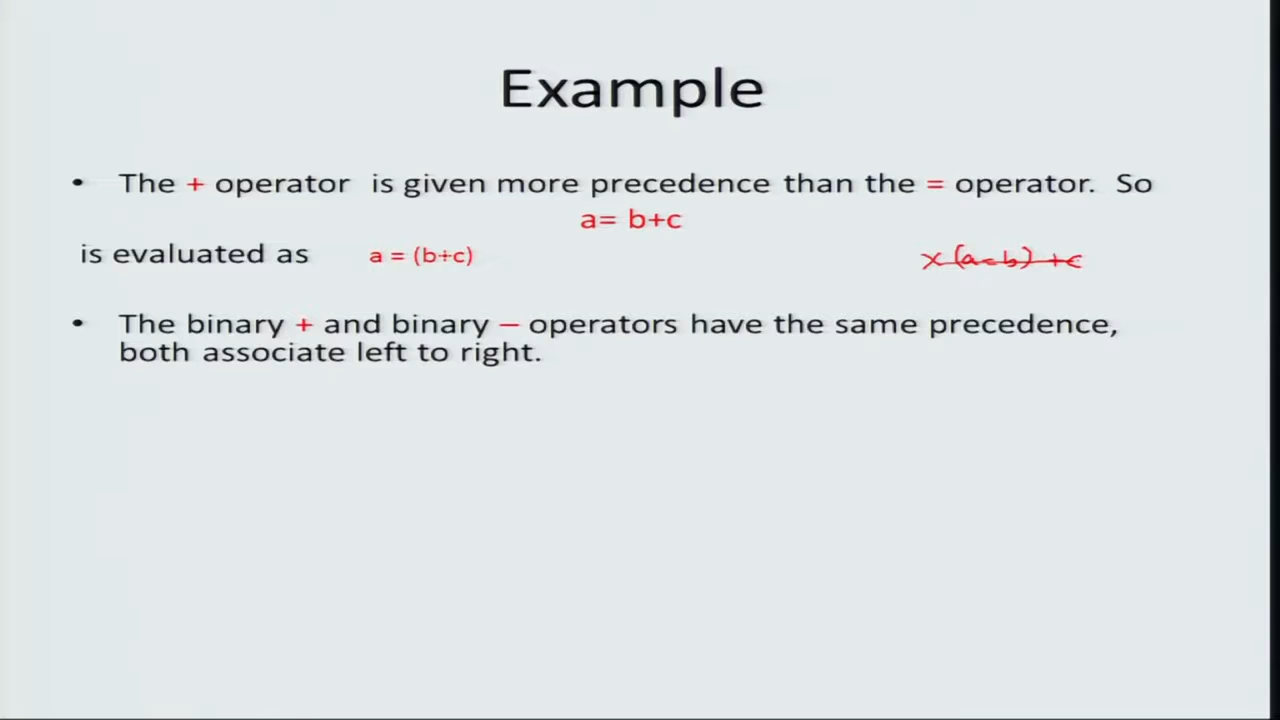 Example
• The + operator is given more precedence than the = operator. So
a= b+c
is evaluated as a = (b+c) x (a=b) +c
• The binary + and binary – operators have the same precedence,
both associate left to right.